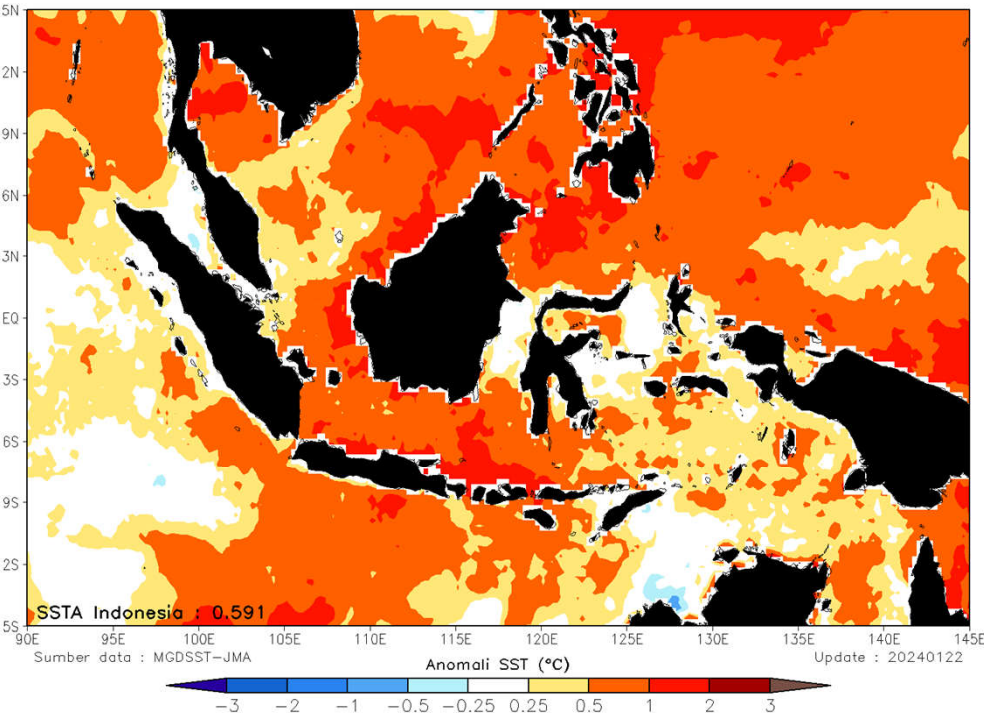 5N
2N
9N
6N
3N
EQ
3S
6S
9S
2S
5S
SSTA Indonesia : 0.591
90E 95E 100E 105E 110E 115E 120E 125E 130E 135E 140E 145E
Sumber data : MGDSST-JMA
Anomali SST (°C)
Update : 20240122
-3 -2 -1 -0.5 -0.25 0.25 0.5 1 2 3